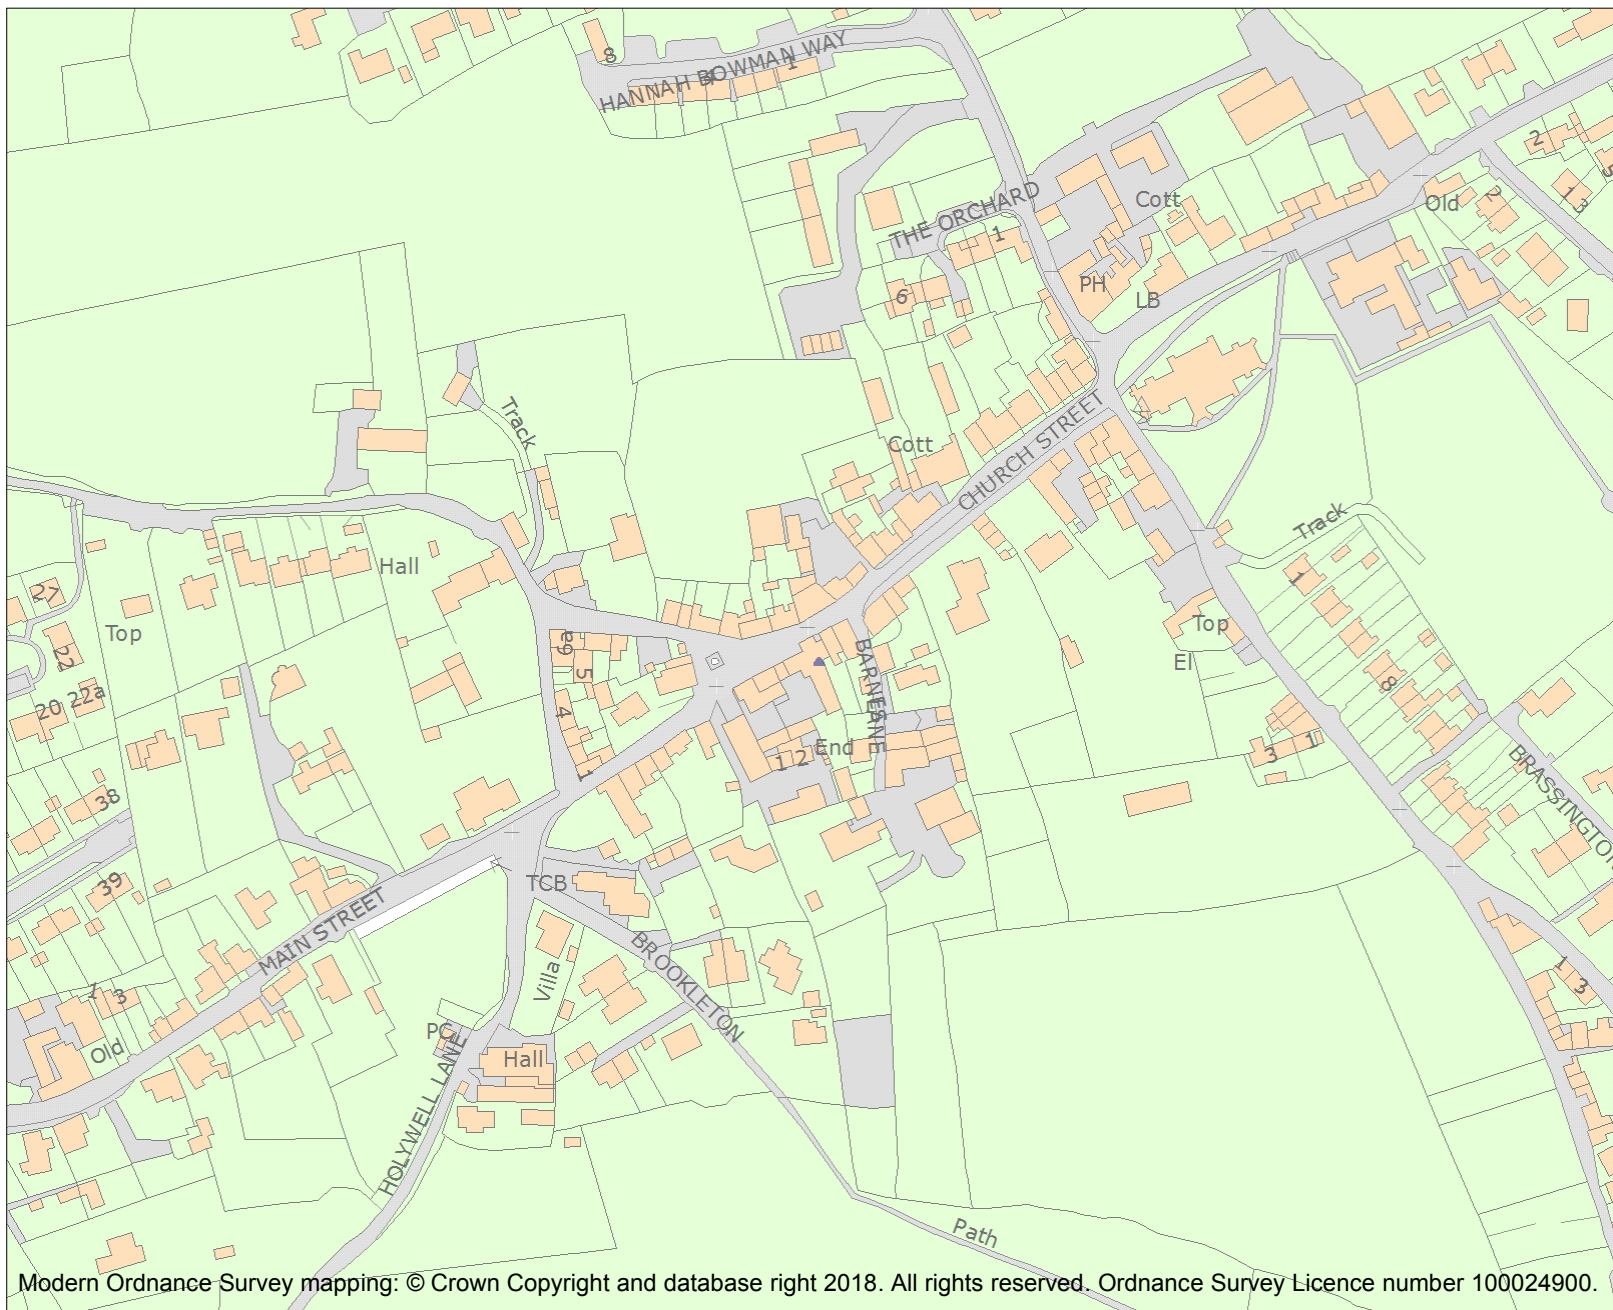 8
HANNAH BOWMAN WAY
1
THE ORCHARD
1
6
Cott
PH
LB
Old
2
2
1
3
5
Track
Cott
CHURCH STREET
Track
Hall
27
Top
22
20
22a
9a
5
4
1
BARNES LANE
End
1
2
Top
El
1
8
3
1
BRASSINGTON
38
39
MAIN STREET
TCB
BROOKLETON
Villa
1
3
Old
PC
Hall
HOLYWELL LANE
1
3
Path
Modern Ordnance Survey mapping: © Crown Copyright and database right 2018. All rights reserved. Ordnance Survey Licence number 100024900.